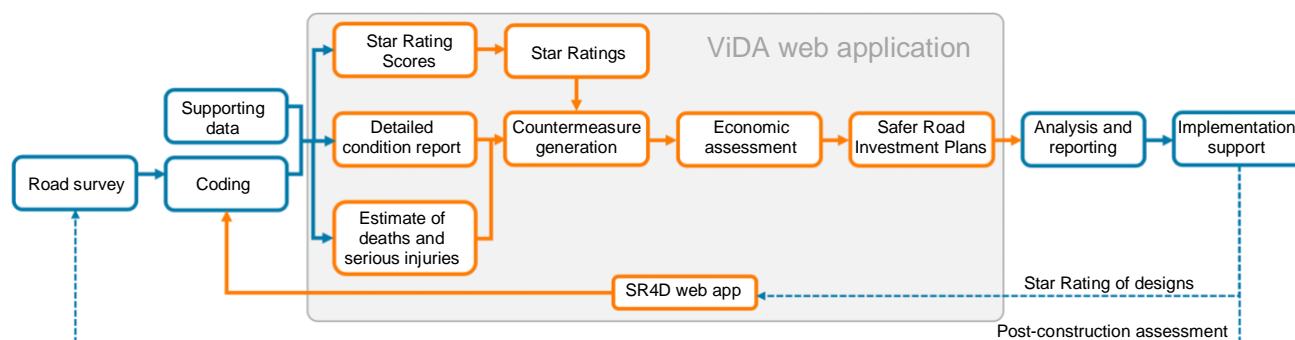 ViDA web application
Star Rating
Scores
Star Ratings
Supporting
data
Detailed
condition report
Countermeasure
generation
Economic
assessment
Safer Road
Investment Plans
Analysis and
reporting
Implementation
support
Road survey
Coding
Estimate of
deaths and
serious injuries
SR4D web app
Star Rating of designs
Post-construction assessment